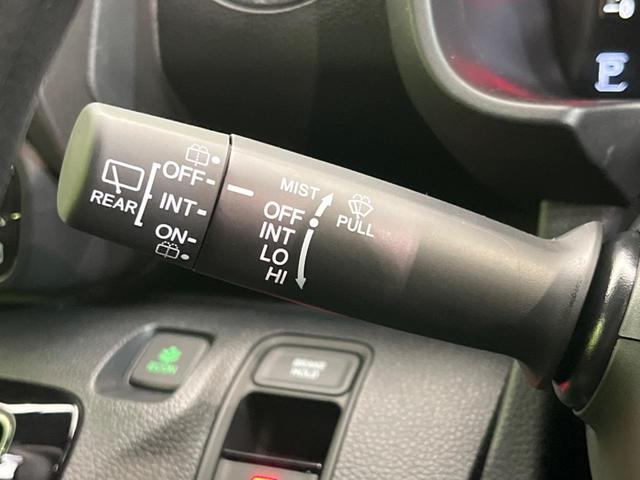 REAR
OFF
INT
ON
MIST
OFF
INT
LO
HI
PULL
ECON
BRAKE
HOLD
P